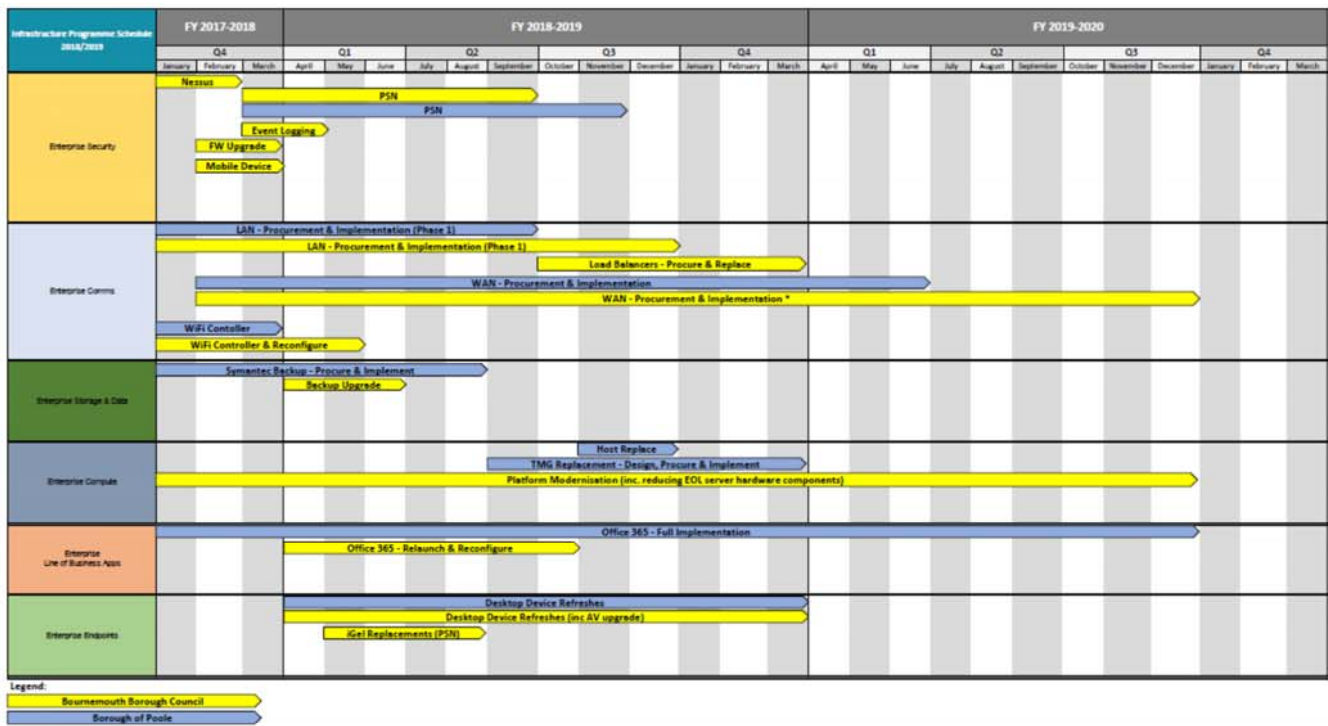 Infrastructure Programme Schedule
2018/2019
FY 2017-2018
FY 2018-2019
FY 2019-2020
Q4
Q1
Q2
Q3
Q4
Q1
Q2
Q3
Q4
January February March April May June July August September October November December January February March April May June July August September October November December January February March
Enterprise Security
Nessus
PSN
PSN
Event Logging
FW Upgrade
Mobile Device
Enterprise Comms
LAN - Procurement & Implementation (Phase 1)
LAN - Procurement & Implementation (Phase 1)
Load Balancers - Procure & Replace
WAN - Procurement & Implementation
WAN - Procurement & Implementation *
WiFi Contoller
WiFi Controller & Reconfigure
Enterprise Storage & Data
Symantec Backup - Procure & Implement
Backup Upgrade
Enterprise Compute
Host Replace
TMG Replacement - Design, Procure & Implement
Platform Modernisation (inc. reducing EOL server hardware components)
Enterprise
Line of Business Apps
Office 365 - Full Implementation
Office 365 - Relaunch & Reconfigure
Enterprise Endpoints
Desktop Device Refreshes
Desktop Device Refreshes (inc AV upgrade)
iGel Replacements (PSN)
Legend:
Bournemouth Borough Council
Borough of Poole